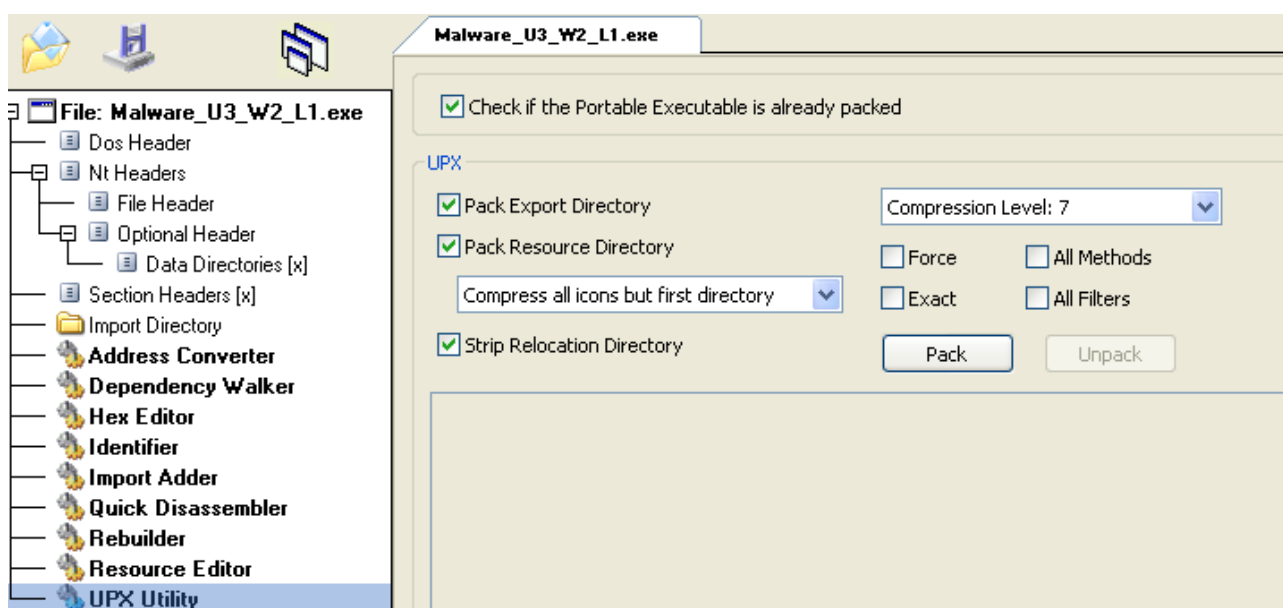 Malware_U3_W2_L1.exe
File: Malware_U3_W2_L1.exe
Dos Header
Nt Headers
File Header
Optional Header
Data Directories [x]
Section Headers [x]
Import Directory
Address Converter
Dependency Walker
Hex Editor
Identifier
Import Adder
Quick Disassembler
Rebuilder
Resource Editor
UPX Utility
Check if the Portable Executable is already packed
UPX
Pack Export Directory
Compression Level: 7
Pack Resource Directory
Force
All Methods
Compress all icons but first directory
Exact
All Filters
Strip Relocation Directory
Pack
Unpack